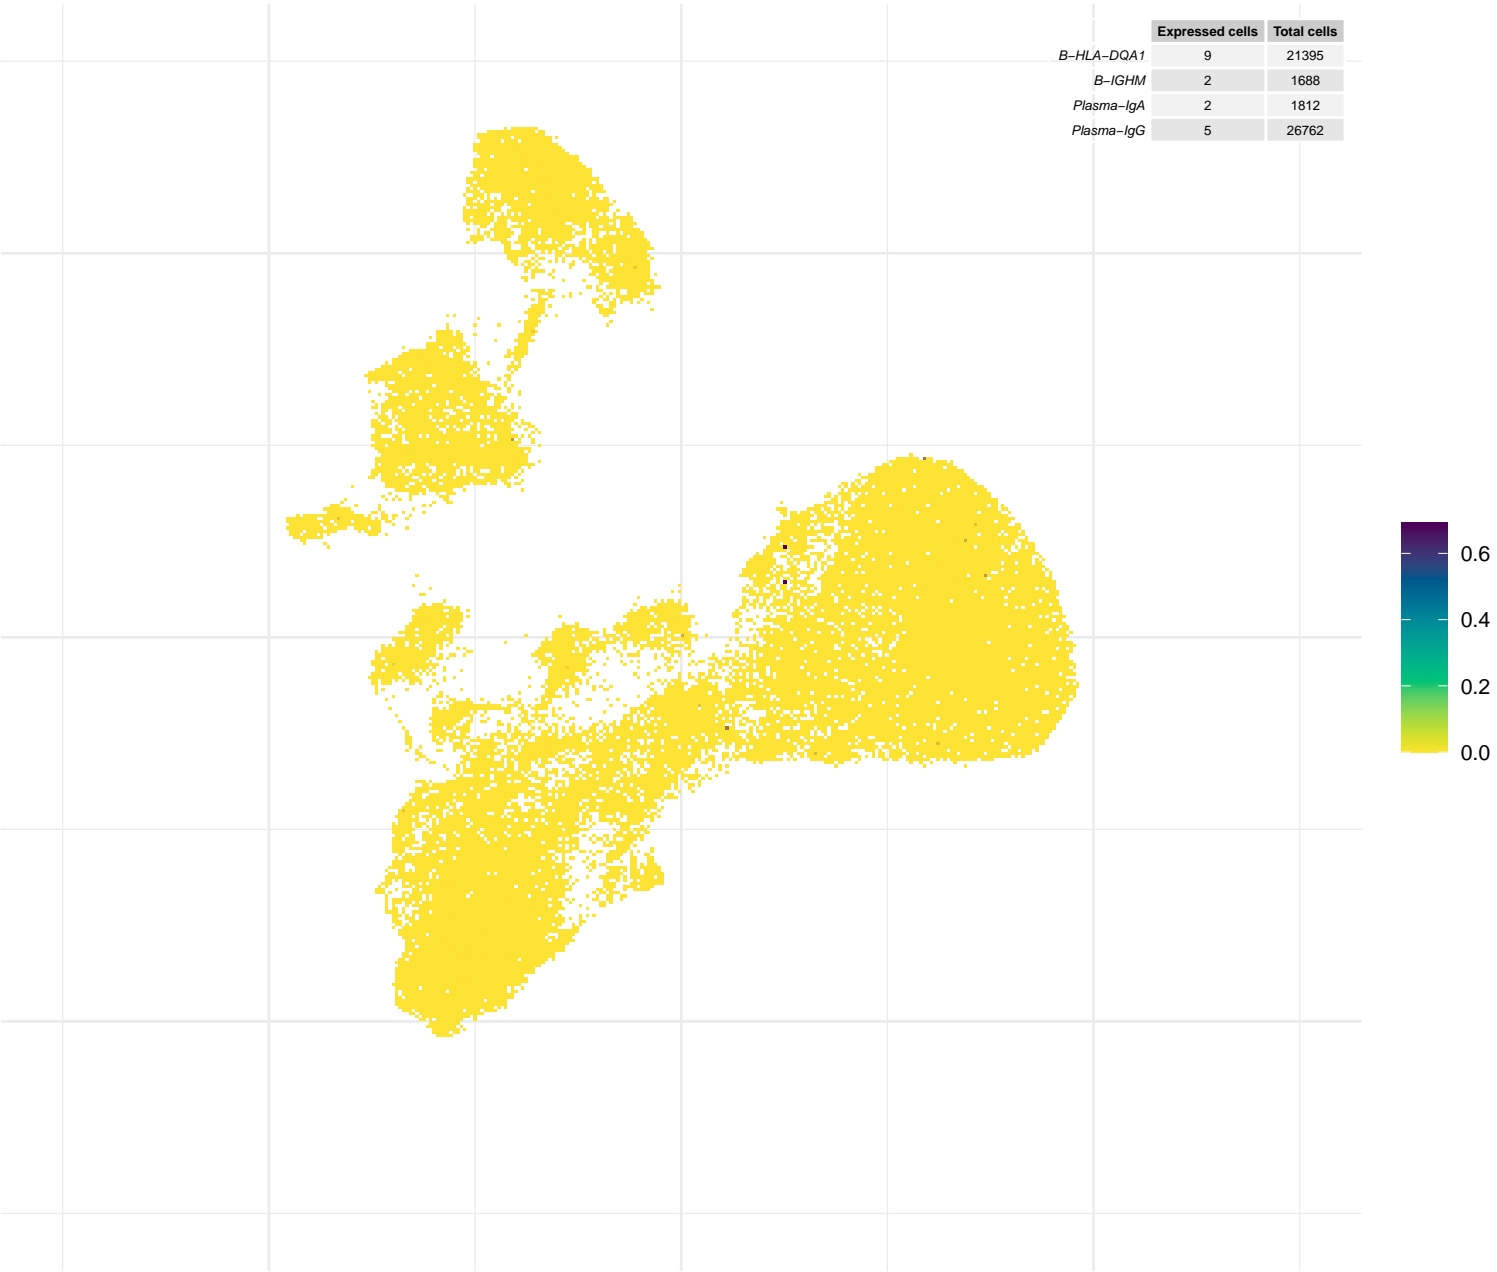 Expressed cells Total cells
B−HLA−DQA1 9 21395
B−IGHM 2 1688
Plasma−IgA 2 1812
Plasma−IgG 5 26762
0.6
0.4
0.2
0.0